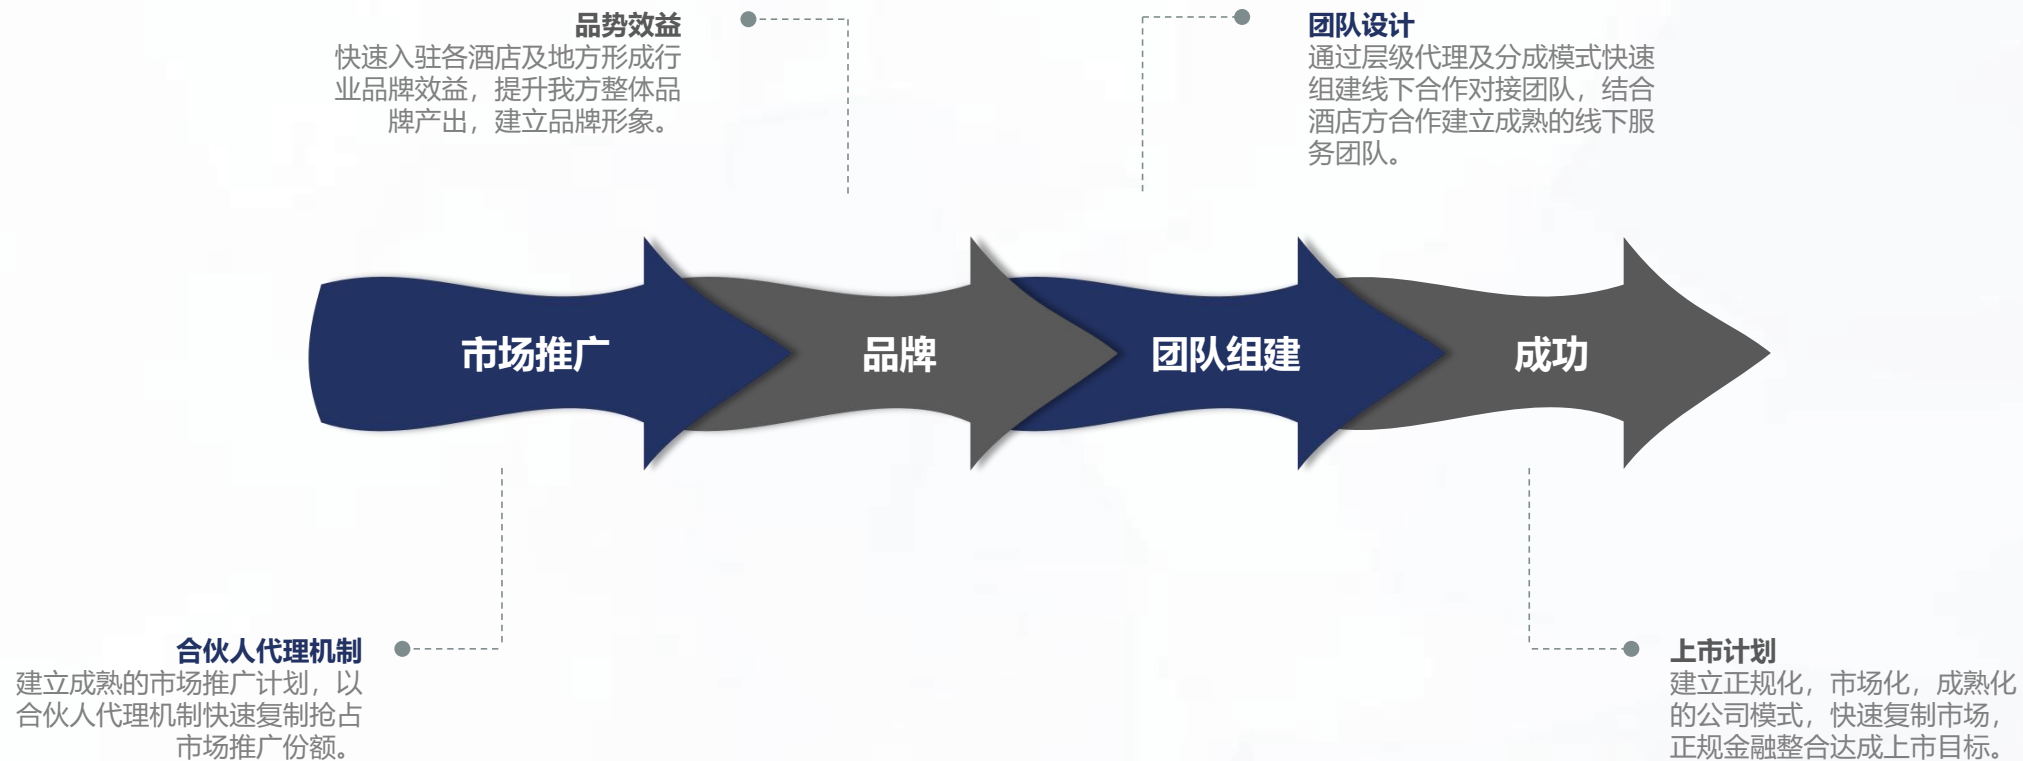 品势效益
快速入驻各酒店及地方形成行
业品牌效益，提升我方整体品
牌产出，建立品牌形象。
团队设计
通过层级代理及分成模式快速
组建线下合作对接团队，结合
酒店方合作建立成熟的线下服
务团队。
市场推广
品牌
团队组建
成功
合伙人代理机制
建立成熟的市场推广计划，以
合伙人代理机制快速复制抢占
市场推广份额。
上市计划
建立正规化，市场化，成熟化
的公司模式，快速复制市场，
正规金融整合达成上市目标。